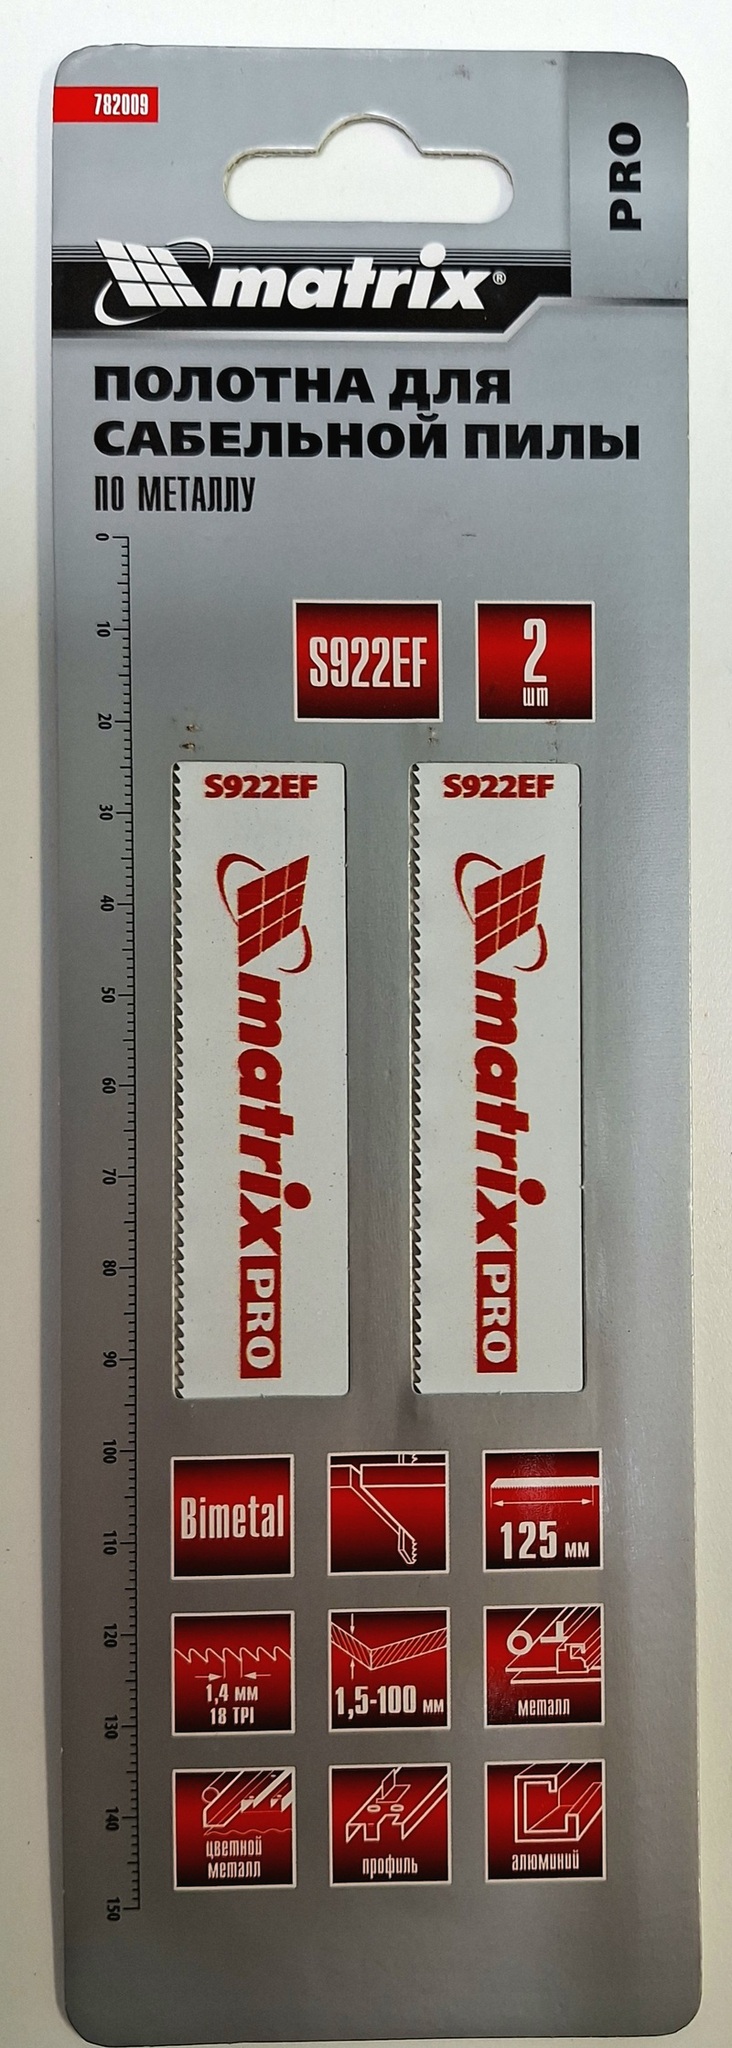 782009
PRO
matrix®
ПОЛОТНА ДЛЯ
САБЕЛЬНОЙ ПИЛЫ
ПО МЕТАЛЛУ
0
10
20
30
40
50
60
70
80
90
100
110
120
130
140
150
S922EF
2
шт
S922EF
matrix PRO
S922EF
matrix PRO
Bimetal
125 мм
1,4 мм
18 TPI
1,5-100 мм
металл
цветной
металл
профиль
алюминий